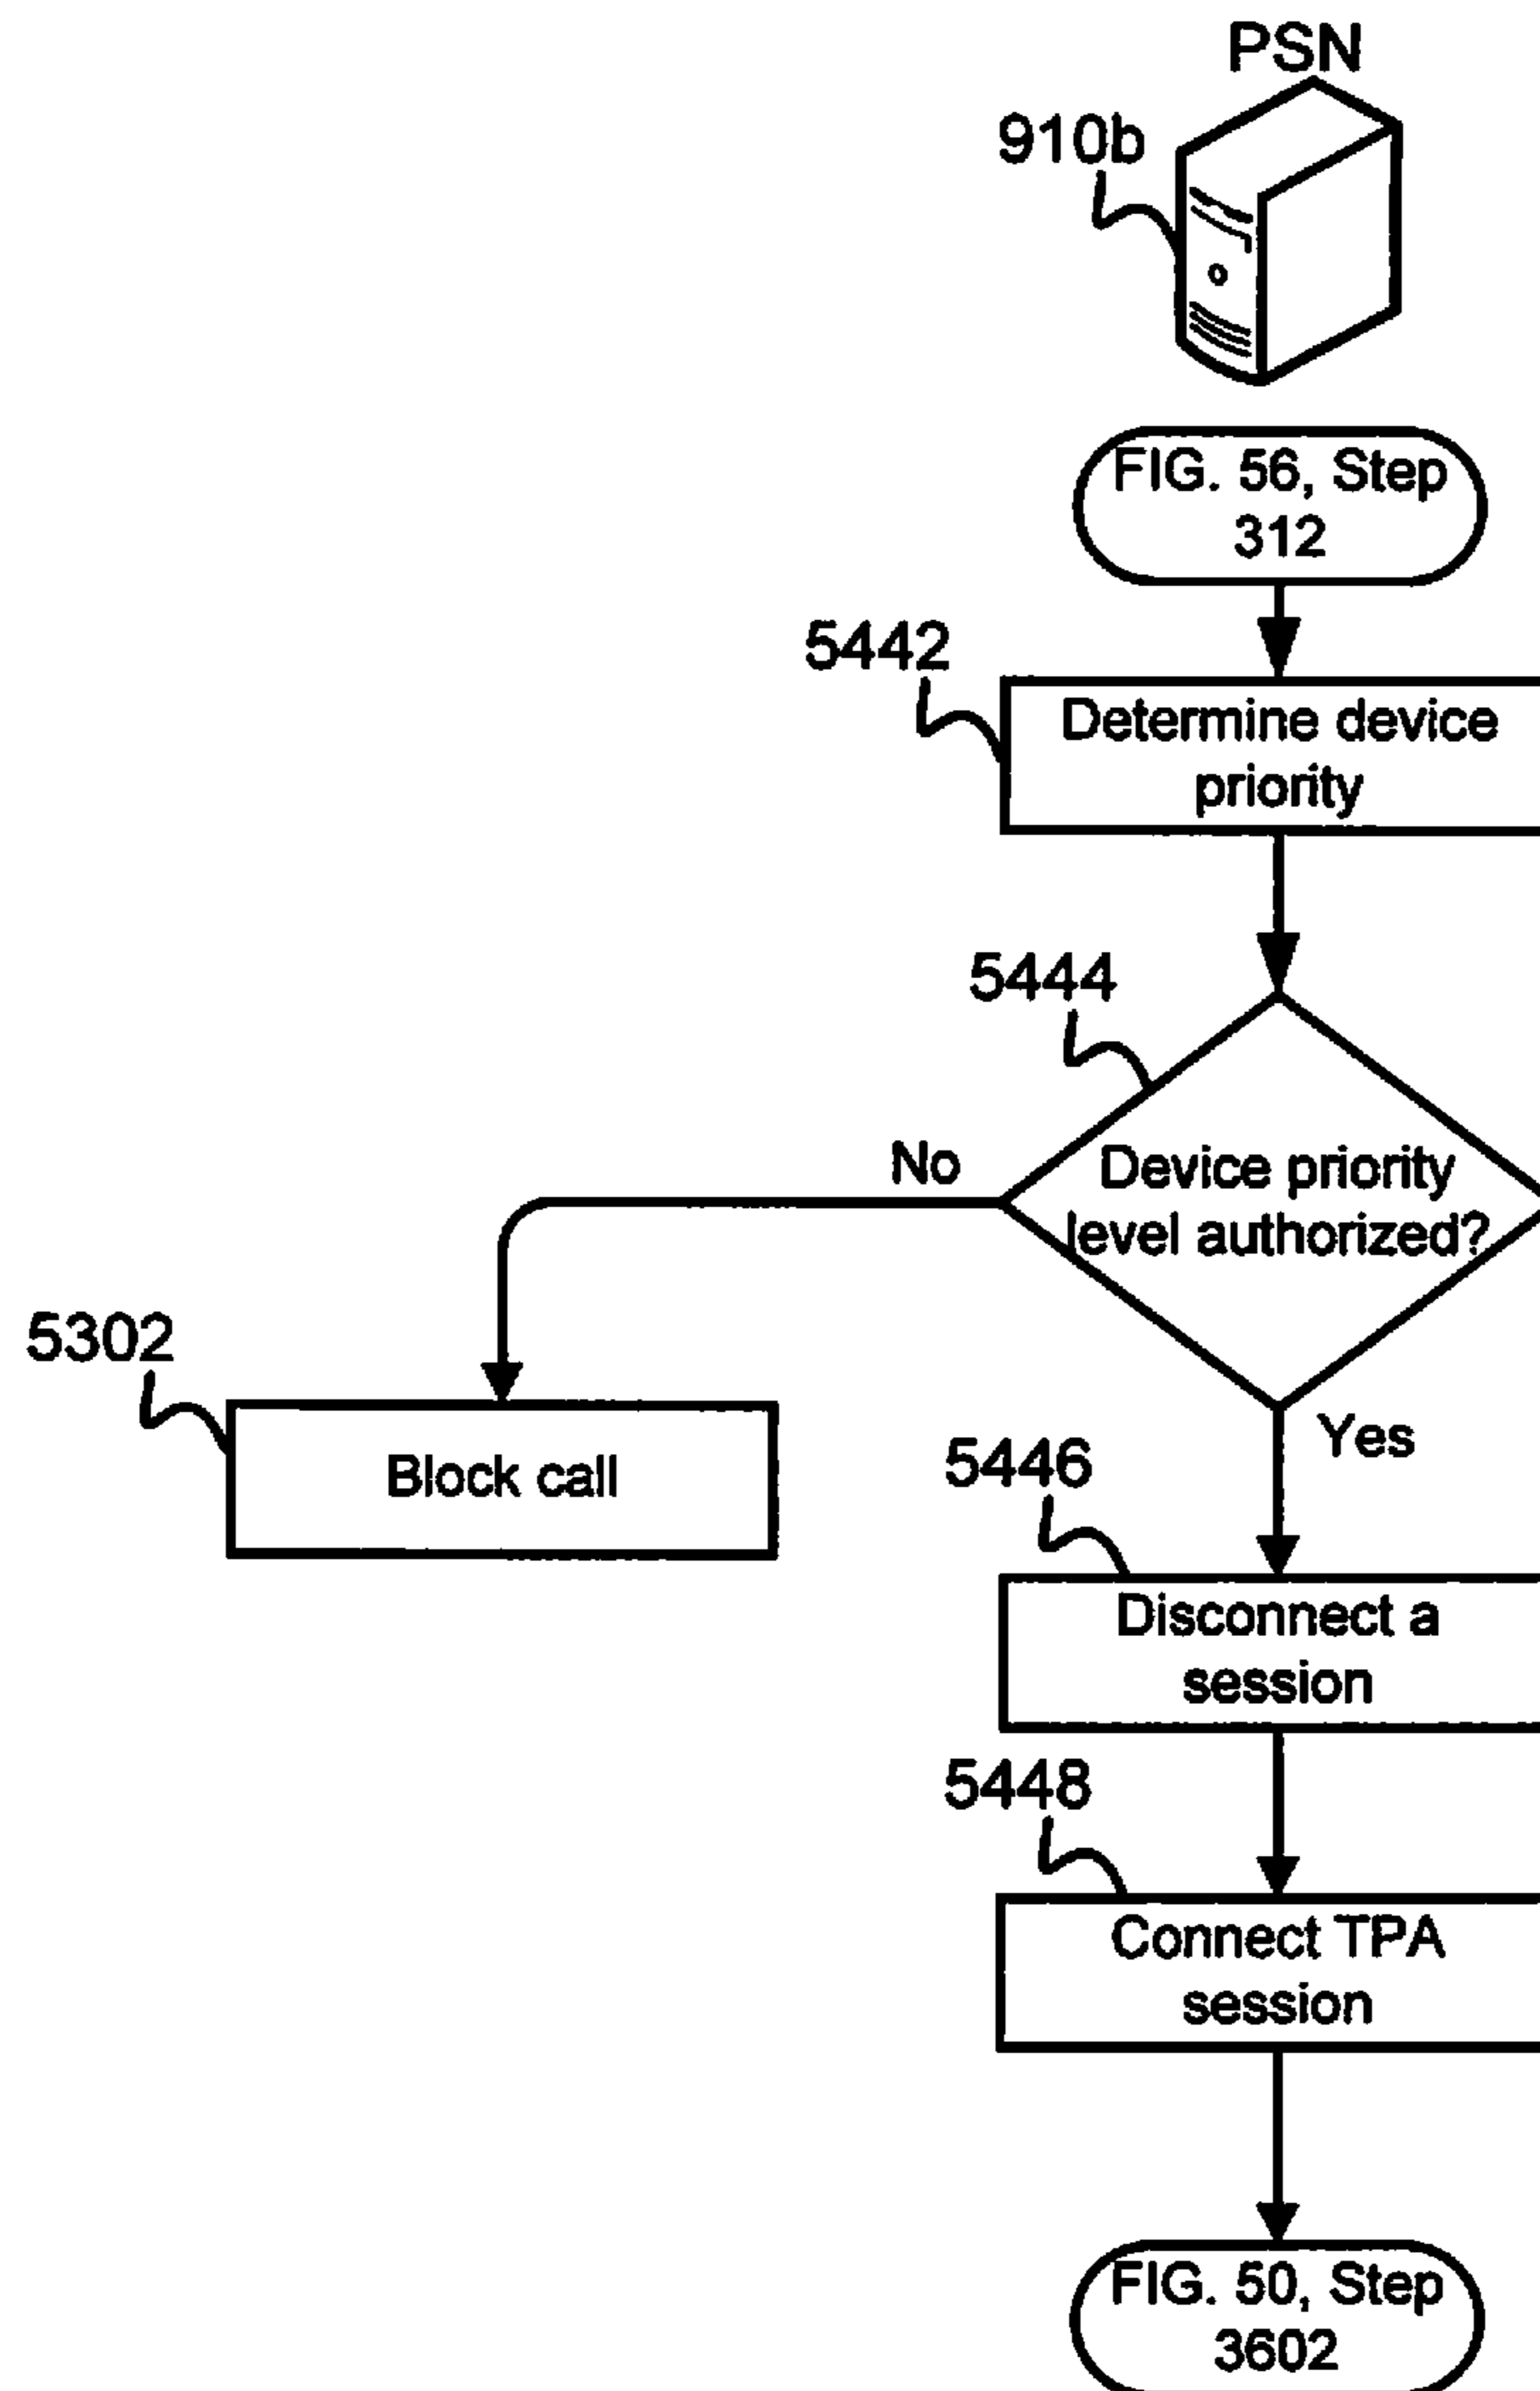 PSN
910b
FIG. 56, Step
312
5442
Determine device
priority
5444
No
Device priority
level authorized?
5302
Block call
Yes
5446
Disconnect a
session
5448
Connect TPA
session
FIG. 50, Step
3602